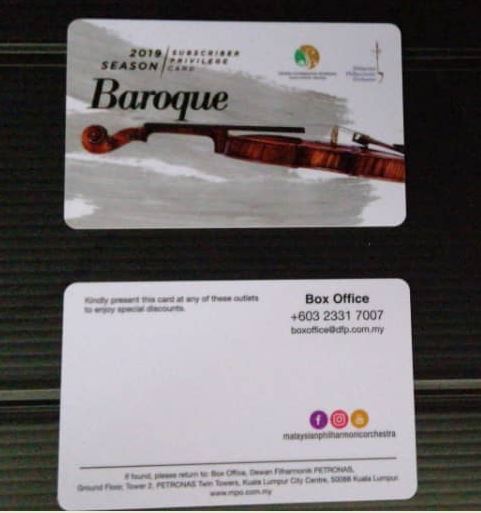 2019 SEASON
SUBSCRIBER
PRIVILEGE
CARD
Baroque
Malaysian
Philharmonic
Orchestra
Kindly present this card at any of these outlets
to enjoy special discounts.
Box Office
+603 2331 7007
boxoffice@dfp.com.my
malaysianphilharmonicorchestra
If found, please return to: Box Office, Dewan Filharmonik PETRONAS,
Ground Floor, Tower 2, PETRONAS Twin Towers, Kuala Lumpur City Centre, 50088 Kuala Lumpur.
www.mpo.com.my